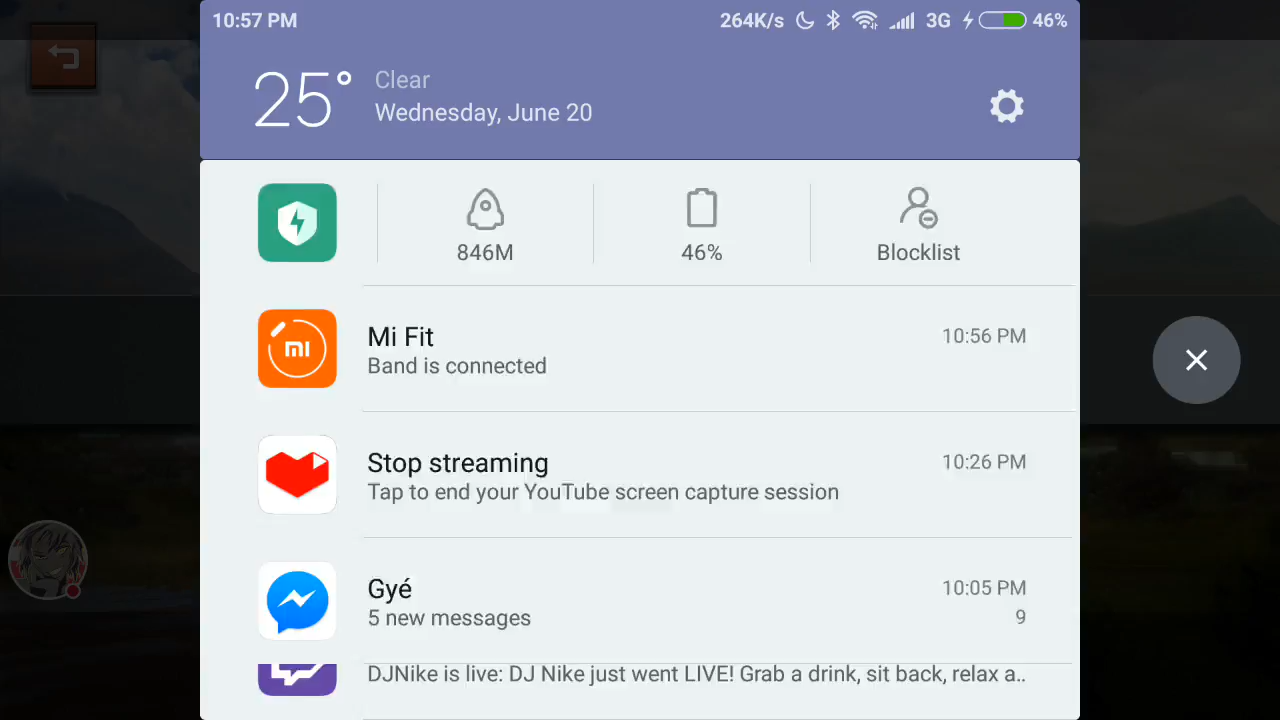 10:57 PM 264K/s 3G 46%
25° Clear
Wednesday, June 20
846M 46% Blocklist
Mi Fit 10:56 PM
Band is connected
Stop streaming 10:26 PM
Tap to end your YouTube screen capture session
Gyé 10:05 PM
5 new messages 9
DJNike is live: DJ Nike just went LIVE! Grab a drink, sit back, relax a..